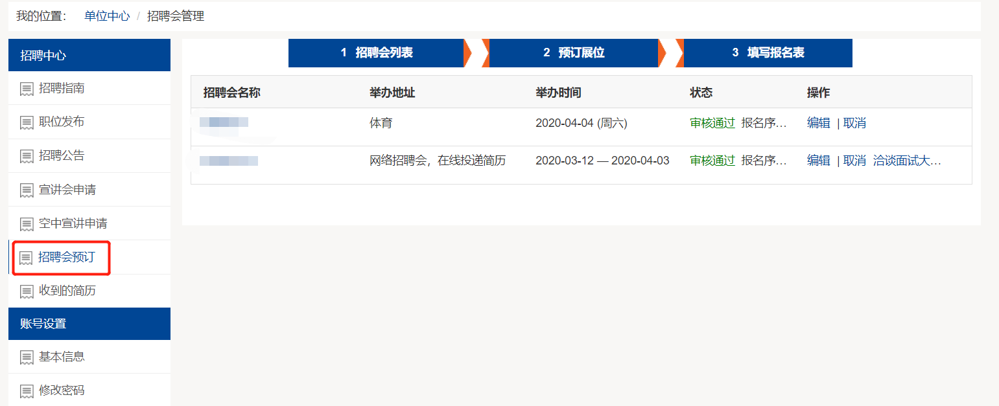 我的位置： 单位中心 / 招聘会管理
招聘中心
招聘指南
职位发布
招聘公告
宣讲会申请
空中宣讲申请
招聘会预订
收到的简历
账号设置
基本信息
修改密码
1 招聘会列表 2 预订展位 3 填写报名表
招聘会名称 举办地址 举办时间 状态 操作
体育 2020-04-04 (周六) 审核通过 报名序... 编辑 | 取消
网络招聘会，在线投递简历 2020-03-12 — 2020-04-03 审核通过 报名序... 编辑 | 取消 洽谈面试大...